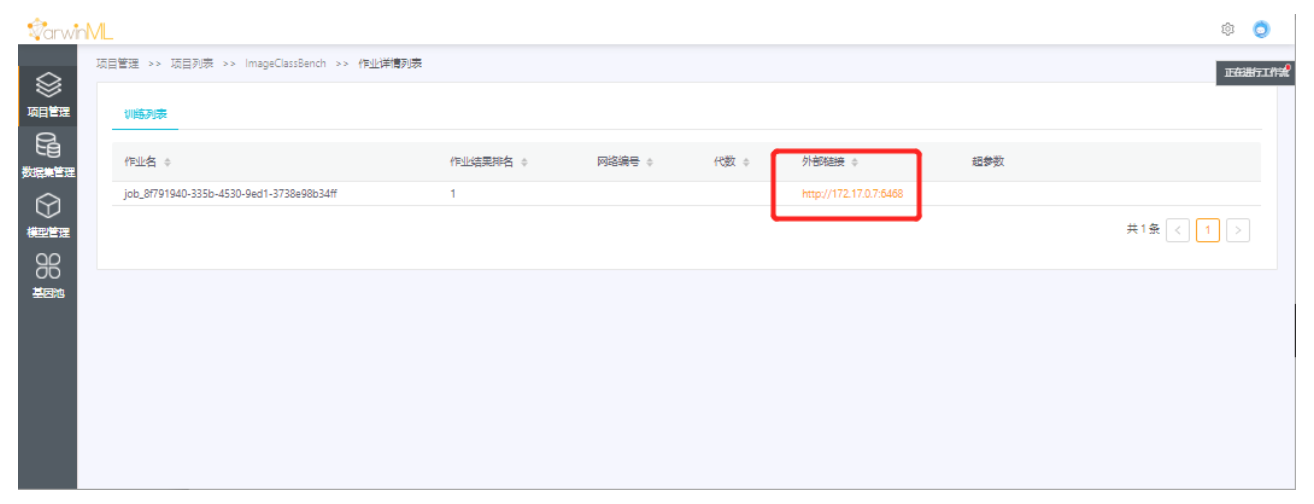 DarwinML
项目管理 >> 项目列表 >> ImageClassBench >> 作业详情列表
正在进行工作流
项目管理
数据集管理
模型管理
基因池
训练列表
作业名 作业结果排名 网络编号 代数 外部链接 超参数
job_8f791940-335b-4530-9ed1-3738e98b34ff 1 http://172.17.0.7:6468
共 1 条 < 1 >